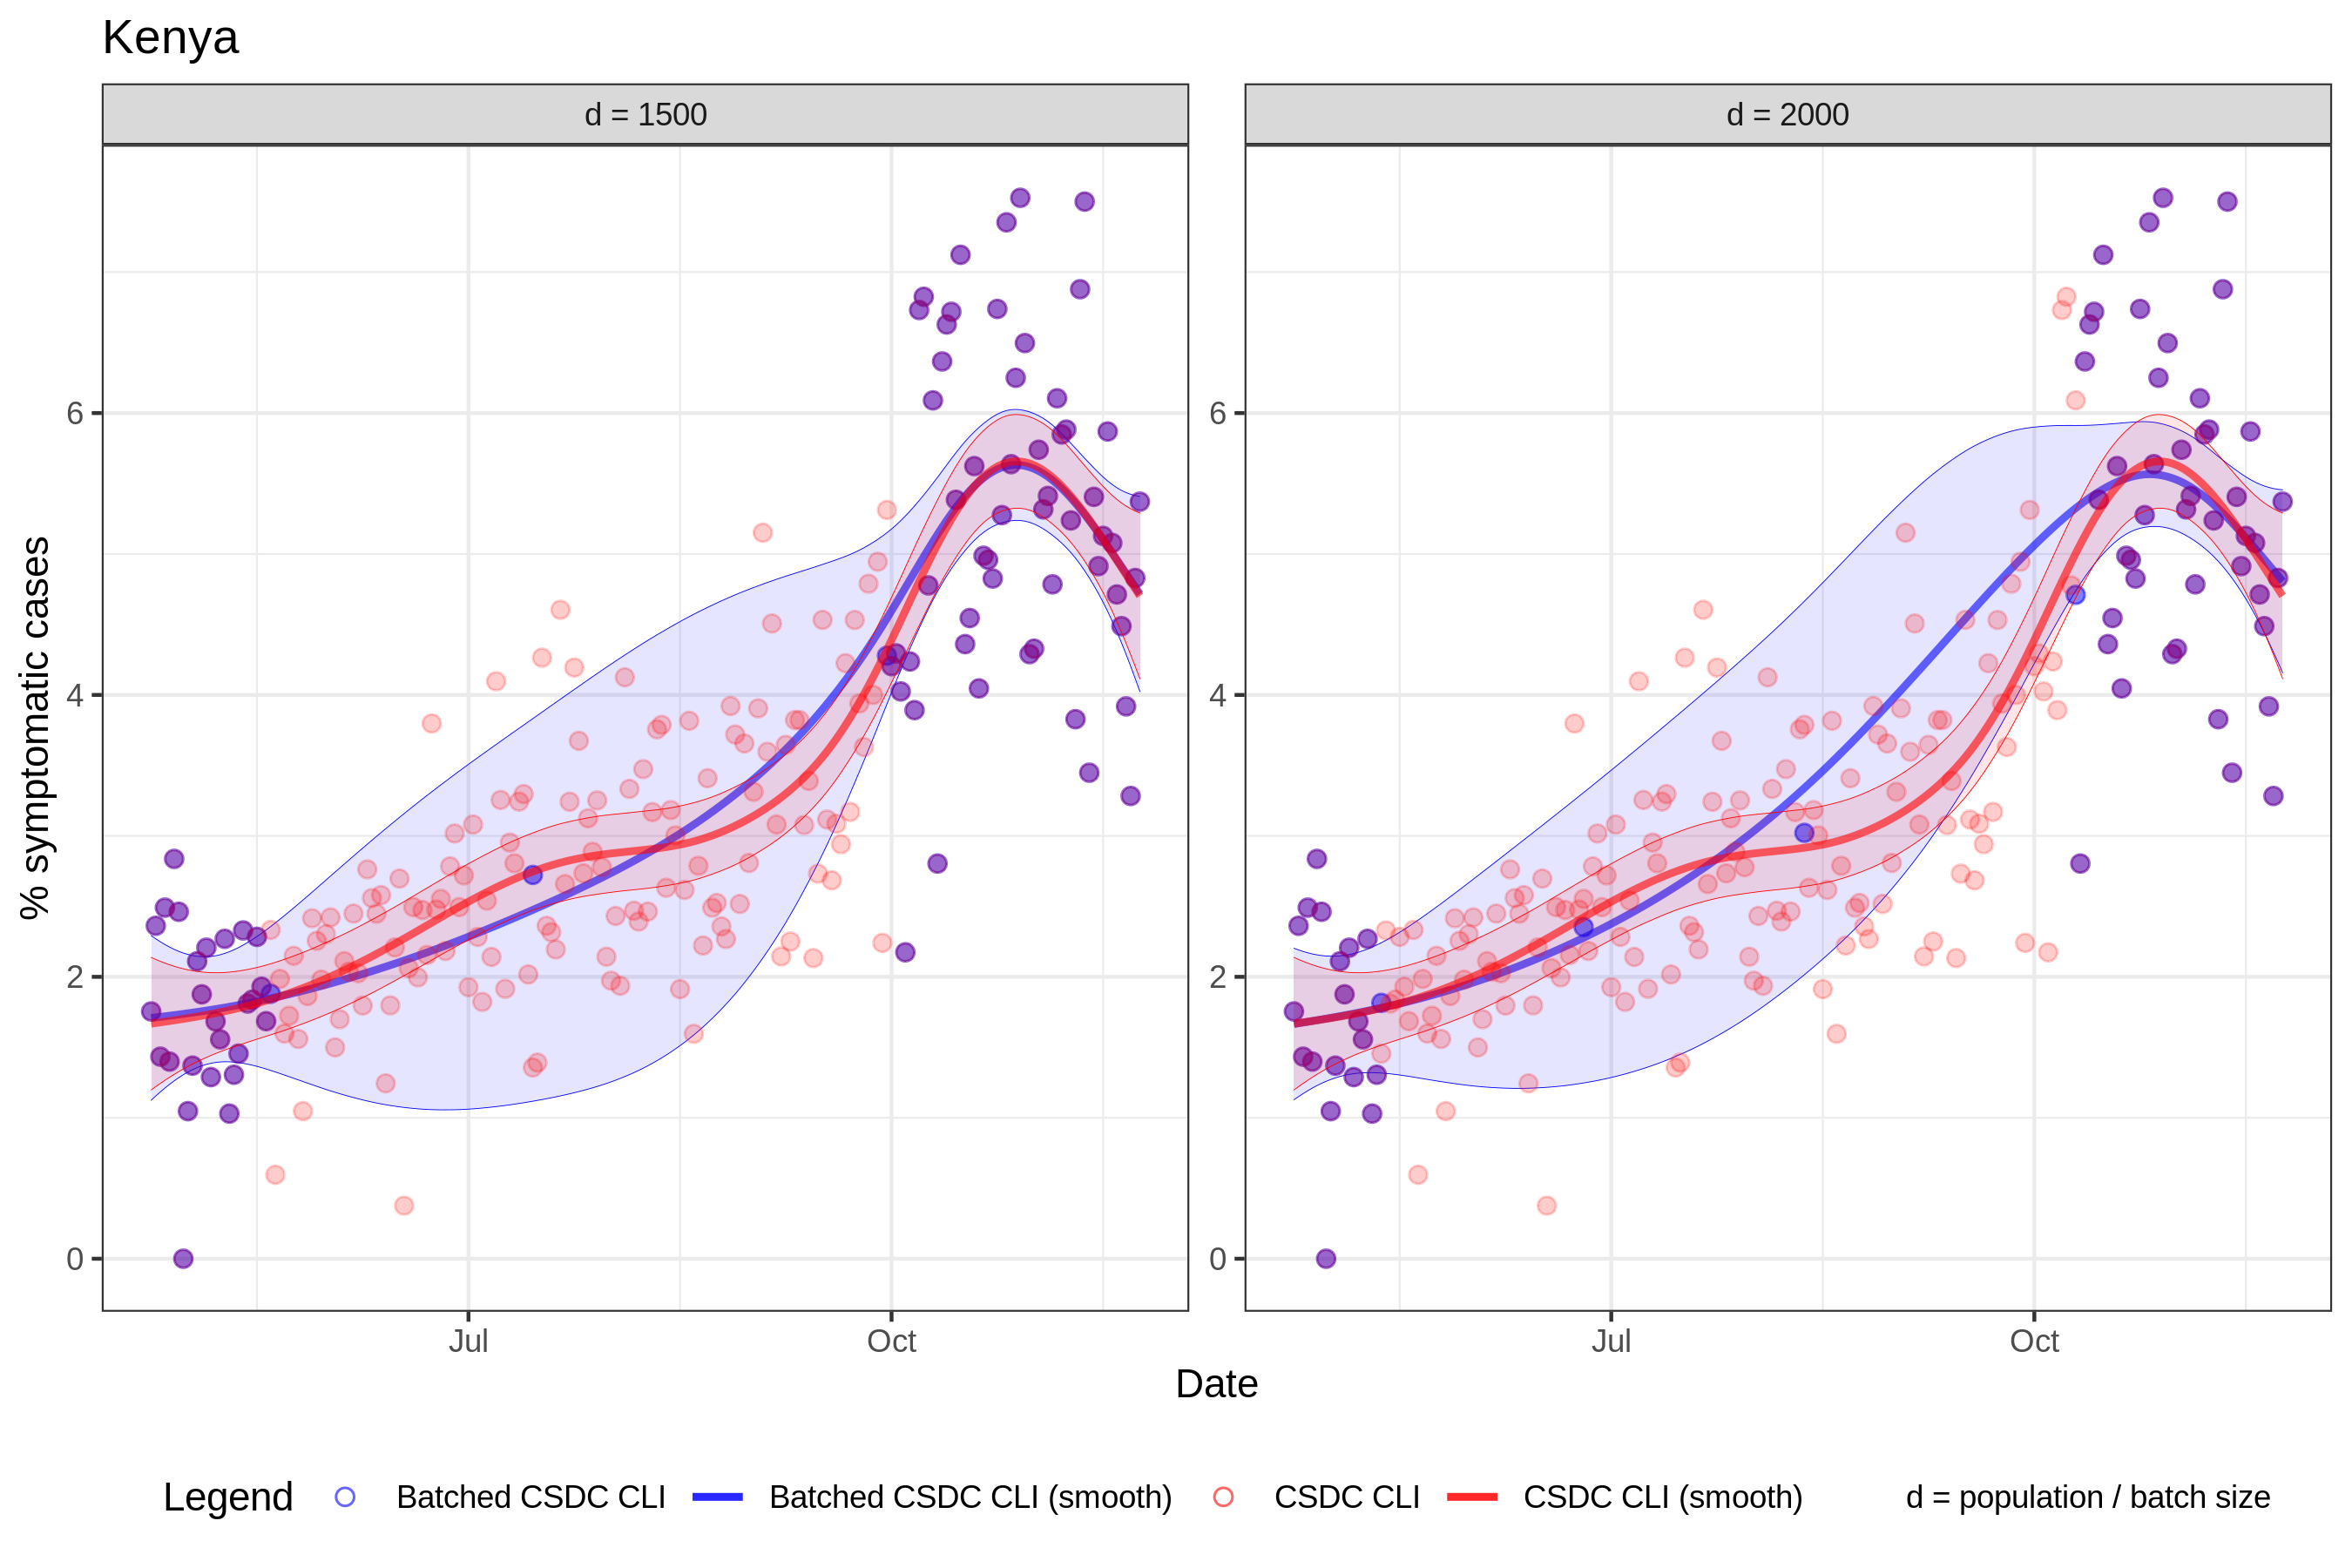 Kenya
d = 1500
d = 2000
% symptomatic cases
6
4
2
0
6
4
2
0
Jul
Oct
Jul
Oct
Date
Legend
Batched CSDC CLI
Batched CSDC CLI (smooth)
CSDC CLI
CSDC CLI (smooth)
d = population / batch size